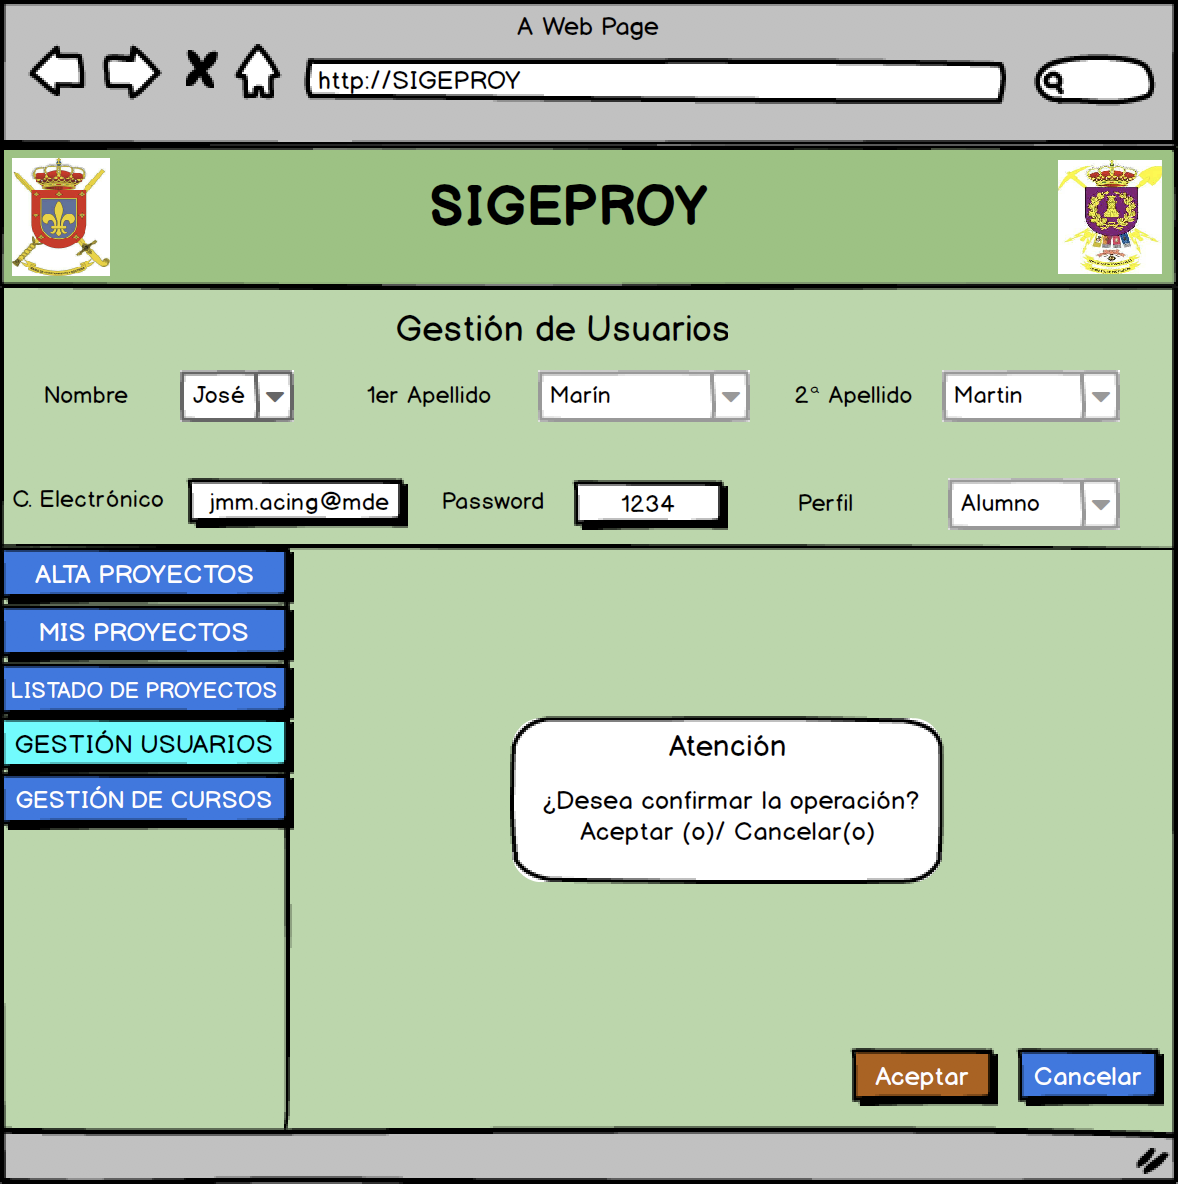 A Web Page
http://SIGEPROY
SIGEPROY
Gestión de Usuarios
Nombre José 1er Apellido Marín 2ª Apellido Martin
C. Electrónico jmm.acing@mde Password 1234 Perfil Alumno
ALTA PROYECTOS
MIS PROYECTOS
LISTADO DE PROYECTOS
GESTIÓN USUARIOS
GESTIÓN DE CURSOS
Atención
¿Desea confirmar la operación?
Aceptar (o)/ Cancelar(o)
Aceptar Cancelar